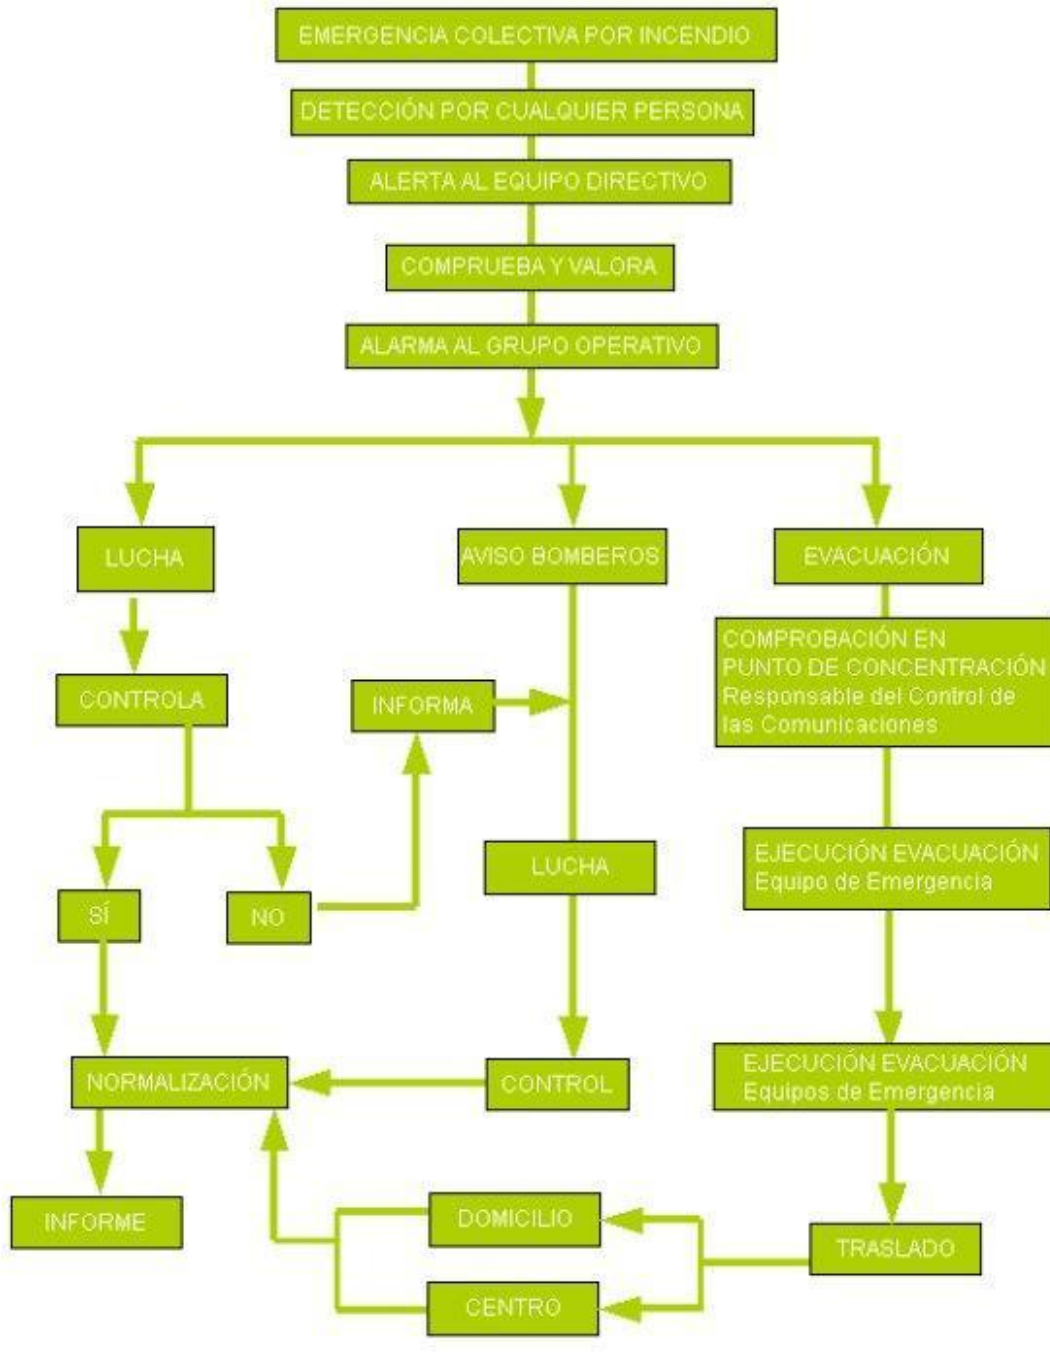 EMERGENCIA COLECTIVA POR INCENDIO
DETECCIÓN POR CUALQUIER PERSONA
ALERTA AL EQUIPO DIRECTIVO
COMPRUEBA Y VALORA
ALARMA AL GRUPO OPERATIVO
LUCHA
AVISO BOMBEROS
EVACUACIÓN
COMPROBACIÓN EN
PUNTO DE CONCENTRACIÓN
Responsable del Control de
las Comunicaciones
CONTROLA
INFORMA
LUCHA
EJECUCIÓN EVACUACIÓN
Equipo de Emergencia
SÍ
NO
NORMALIZACIÓN
CONTROL
EJECUCIÓN EVACUACIÓN
Equipos de Emergencia
INFORME
DOMICILIO
TRASLADO
CENTRO